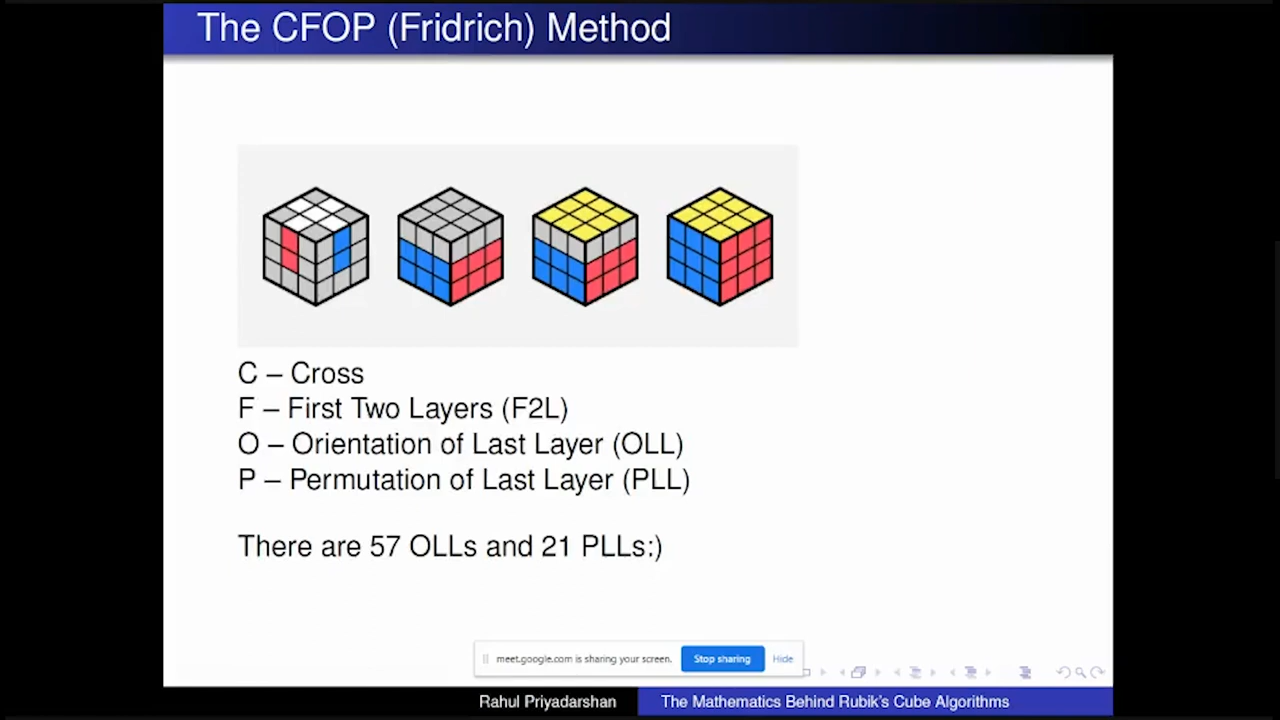 The CFOP (Fridrich) Method
C – Cross
F – First Two Layers (F2L)
O – Orientation of Last Layer (OLL)
P – Permutation of Last Layer (PLL)
There are 57 OLLs and 21 PLLs:)
meet.google.com is sharing your screen. Stop sharing Hide
Rahul Priyadarshan The Mathematics Behind Rubik's Cube Algorithms